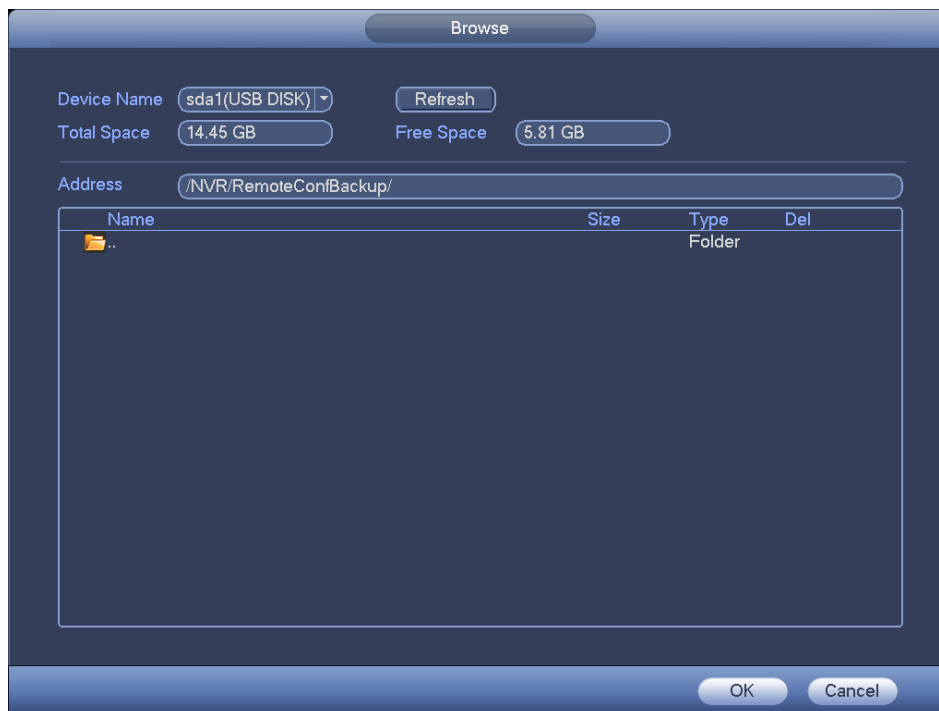 Browse
Device Name sda1(USB DISK) Refresh
Total Space 14.45 GB Free Space 5.81 GB
Address /NVR/RemoteConfBackup/
Name Size Type Del
.. Folder
OK Cancel